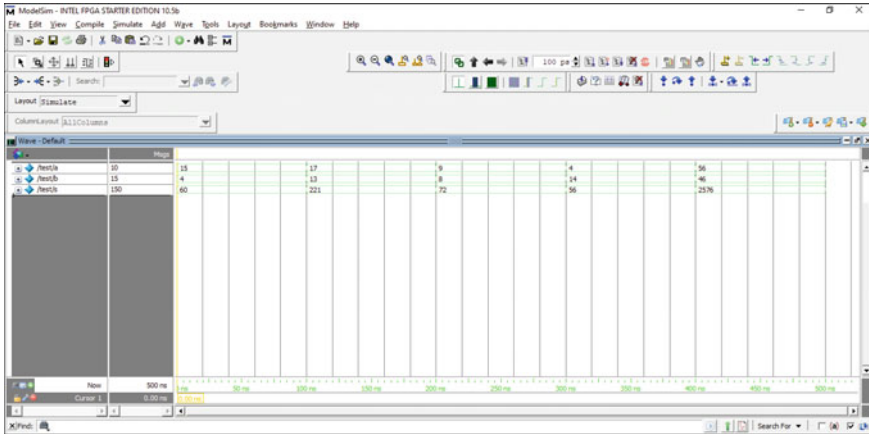 ModelSim - INTEL FPGA STARTER EDITION 10.5b
File Edit View Compile Simulate Add Wave Tools Layout Bookmarks Window Help
100 ps
Search:
Layout Simulate
ColumnLayout AllColumns
Wave - Default
Msgs
/test/a 10 15 17 9 4 56
/test/b 15 4 13 8 14 46
/test/s 150 60 221 72 56 2576
Now 500 ns 50 ns 100 ns 150 ns 200 ns 250 ns 300 ns 350 ns 400 ns 450 ns 500 ns
Cursor 1 0.00 ns 0.00 ns
Find: Search For